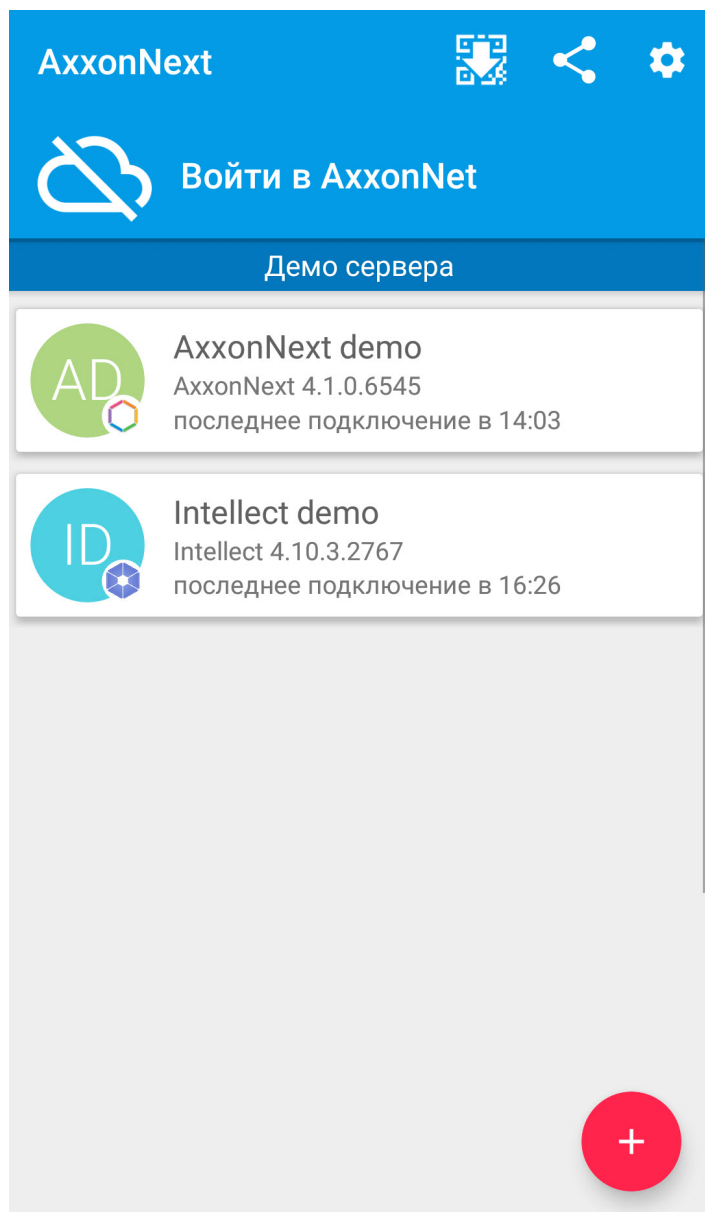 AxxonNext
Войти в AxxonNet
Демо сервера
AD
AxxonNext demo
AxxonNext 4.1.0.6545
последнее подключение в 14:03
ID
Intellect demo
Intellect 4.10.3.2767
последнее подключение в 16:26